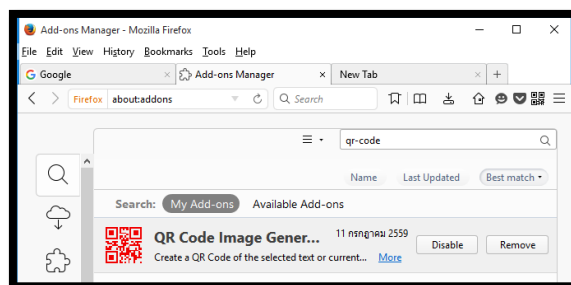 Add-ons Manager - Mozilla Firefox
File Edit View History Bookmarks Tools Help
Google Add-ons Manager New Tab
Firefox about:addons Search
qr-code
Name Last Updated Best match
Search: My Add-ons Available Add-ons
QR Code Image Gener... 11 กรกฎาคม 2559 Disable Remove
Create a QR Code of the selected text or current... More